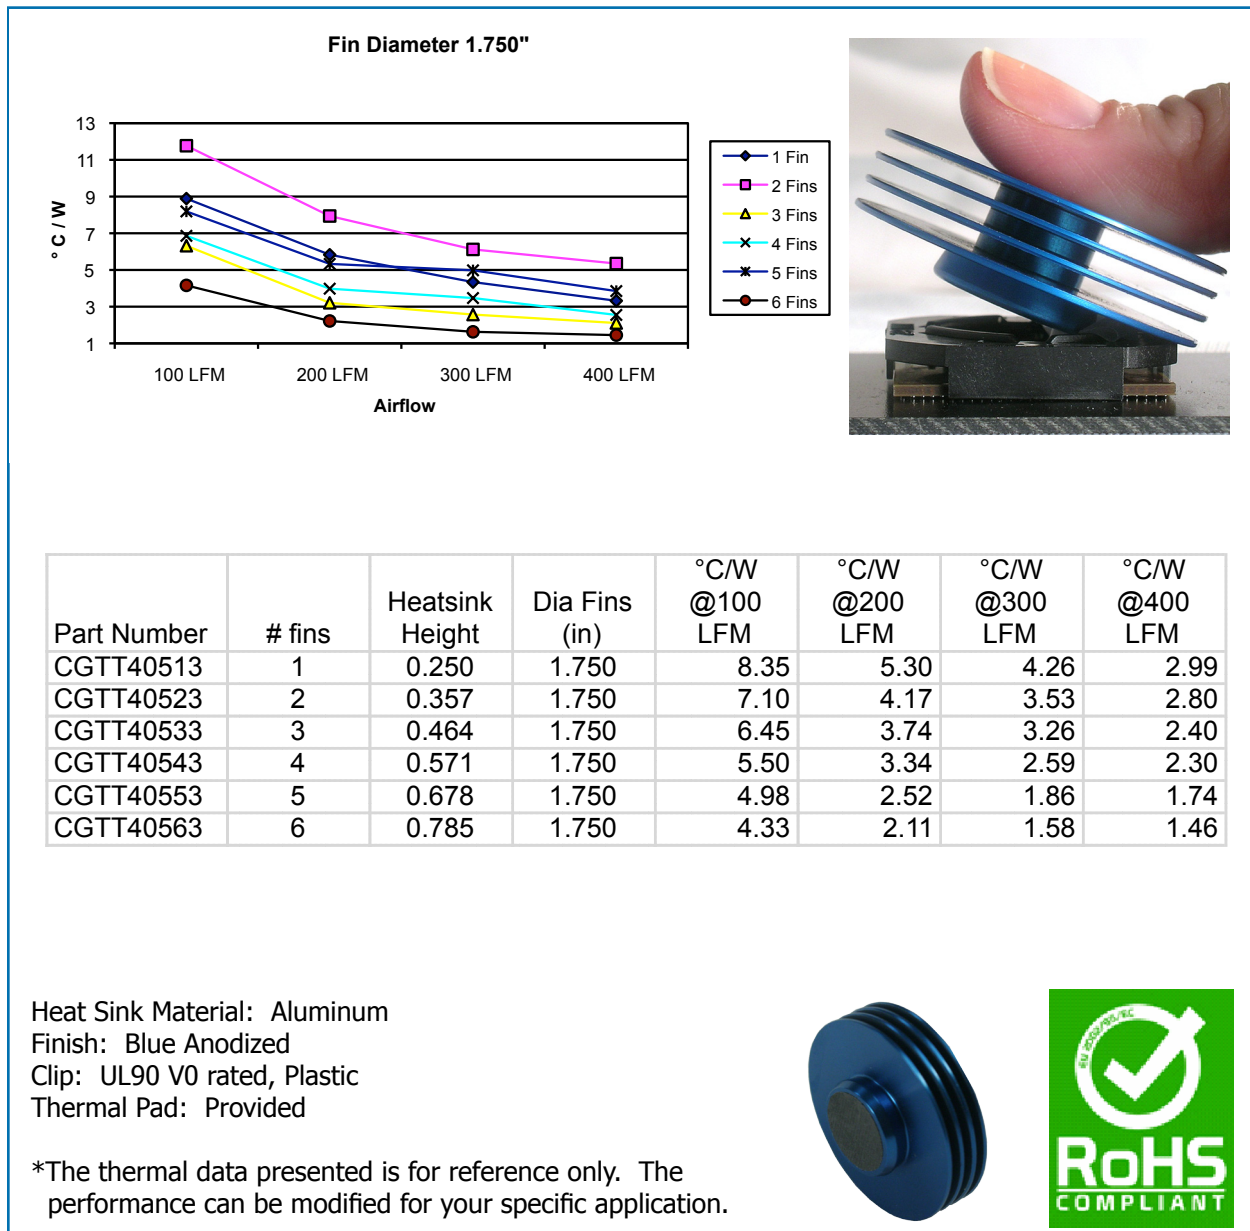 Fin Diameter 1.750"
13
11
9
7
5
3
1
° C / W
100 LFM 200 LFM 300 LFM 400 LFM
Airflow
1 Fin
2 Fins
3 Fins
4 Fins
5 Fins
6 Fins
Part Number # fins Heatsink Height Dia Fins (in) °C/W @100 LFM °C/W @200 LFM °C/W @300 LFM °C/W @400 LFM
CGTT40513 1 0.250 1.750 8.35 5.30 4.26 2.99
CGTT40523 2 0.357 1.750 7.10 4.17 3.53 2.80
CGTT40533 3 0.464 1.750 6.45 3.74 3.26 2.40
CGTT40543 4 0.571 1.750 5.50 3.34 2.59 2.30
CGTT40553 5 0.678 1.750 4.98 2.52 1.86 1.74
CGTT40563 6 0.785 1.750 4.33 2.11 1.58 1.46
Heat Sink Material: Aluminum
Finish: Blue Anodized
Clip: UL90 V0 rated, Plastic
Thermal Pad: Provided
*The thermal data presented is for reference only. The
performance can be modified for your specific application.
EU 2002/95/EC
RoHS
COMPLIANT